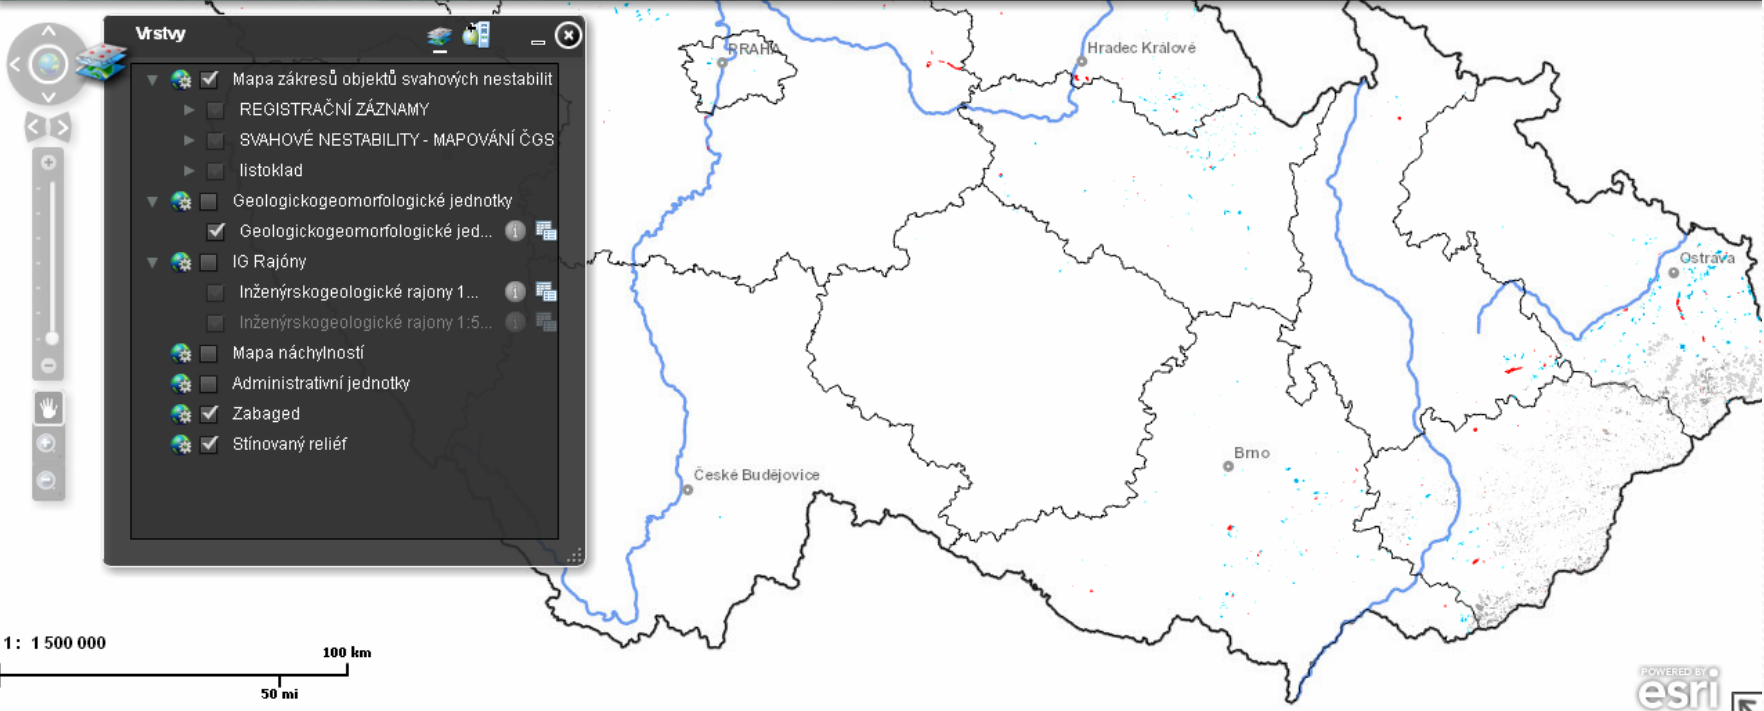 Vrstvy
Mapa zákresů objektů svahových nestabilit
REGISTRAČNÍ ZÁZNAMY
SVAHOVÉ NESTABILITY - MAPOVÁNÍ ČGS
listoklad
Geologickogeomorfologické jednotky
Geologickogeomorfologické jed...
IG Rajóny
Inženýrskogeologické rajony 1...
Inženýrskogeologické rajony 1:5...
Mapa náchylností
Administrativní jednotky
Zabaged
Stínovaný reliéf
PRAHA
Hradec Králové
Ostrava
Brno
České Budějovice
1 : 1 500 000
100 km
50 mi
POWERED BY
esri